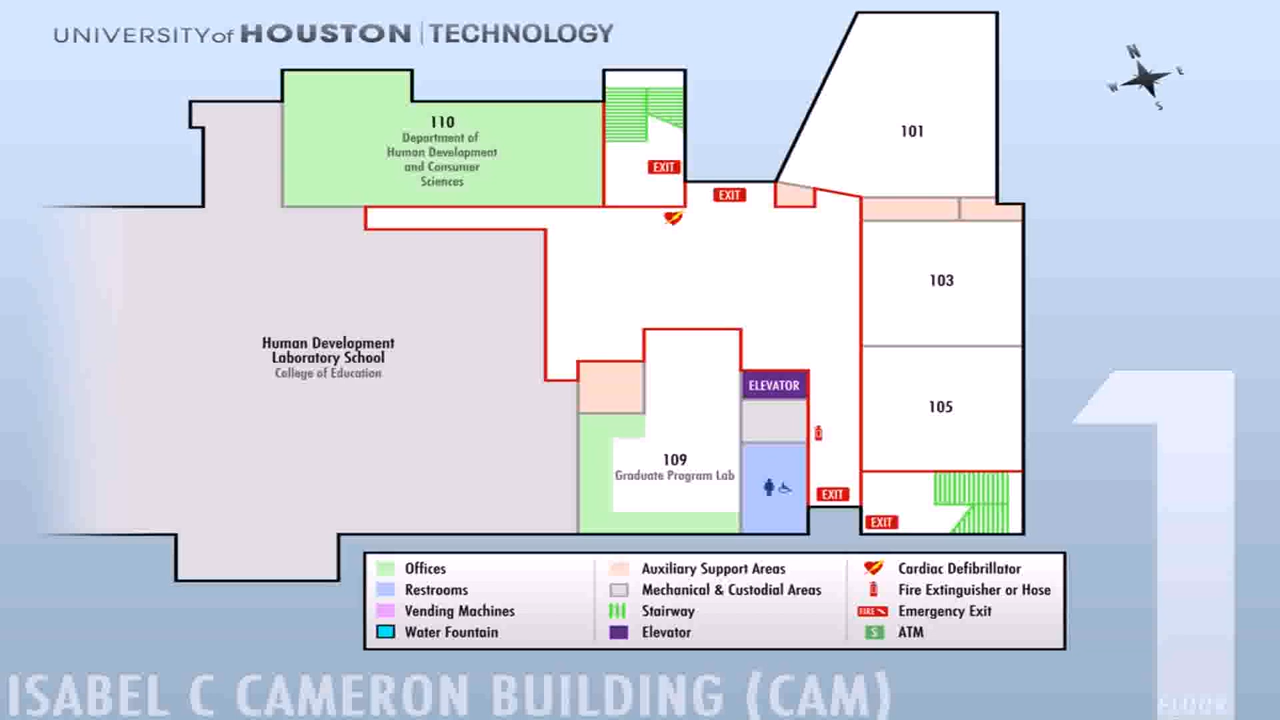 UNIVERSITYof HOUSTON | TECHNOLOGY
N
W E
S
110
Department of
Human Development
and Consumer
Sciences
101
EXIT
EXIT
103
Human Development
Laboratory School
College of Education
ELEVATOR
105
109
Graduate Program Lab
EXIT
EXIT
Offices
Restrooms
Vending Machines
Water Fountain
Auxiliary Support Areas
Mechanical & Custodial Areas
Stairway
Elevator
Cardiac Defibrillator
Fire Extinguisher or Hose
FIRE Emergency Exit
$ ATM
1
FLOOR
ISABEL C CAMERON BUILDING (CAM)